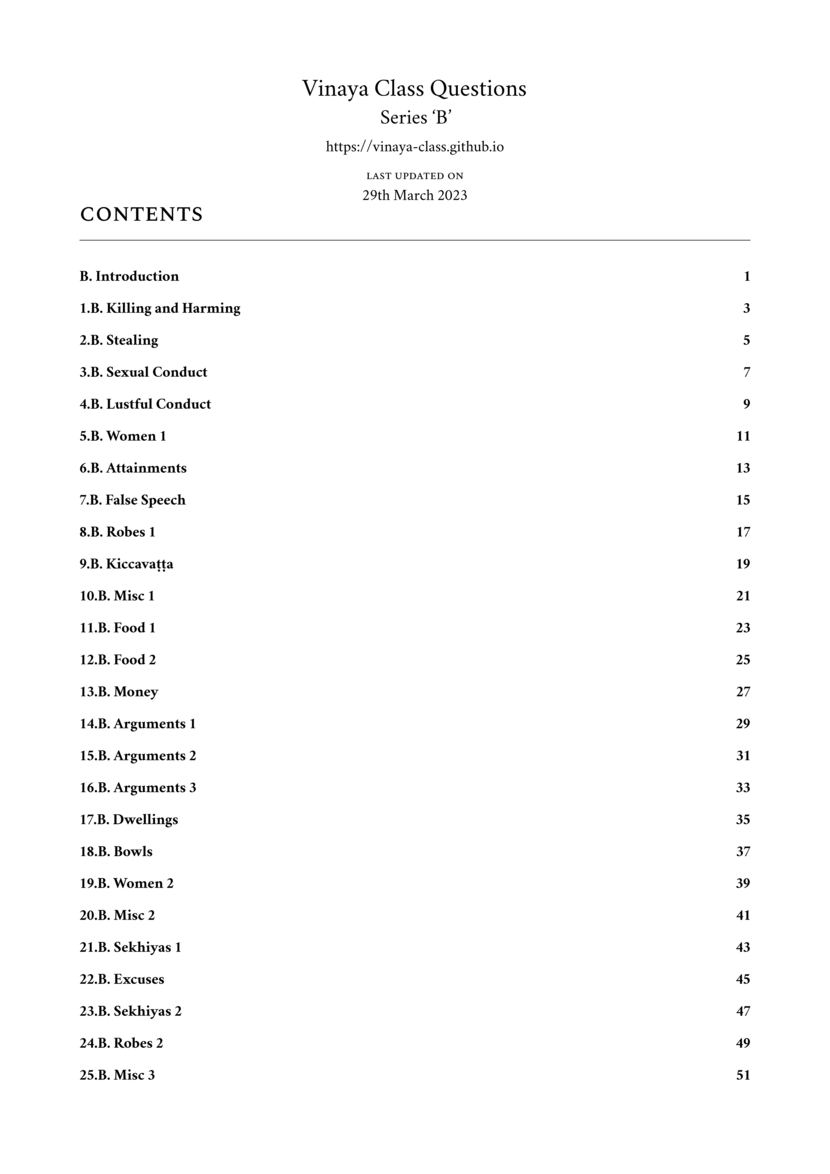 Vinaya Class Questions
Series ‘B’
https://vinaya-class.github.io
LAST UPDATED ON
29th March 2023
CONTENTS
B. Introduction 1
1.B. Killing and Harming 3
2.B. Stealing 5
3.B. Sexual Conduct 7
4.B. Lustful Conduct 9
5.B. Women 1 11
6.B. Attainments 13
7.B. False Speech 15
8.B. Robes 1 17
9.B. Kiccavaṭṭa 19
10.B. Misc 1 21
11.B. Food 1 23
12.B. Food 2 25
13.B. Money 27
14.B. Arguments 1 29
15.B. Arguments 2 31
16.B. Arguments 3 33
17.B. Dwellings 35
18.B. Bowls 37
19.B. Women 2 39
20.B. Misc 2 41
21.B. Sekhiyas 1 43
22.B. Excuses 45
23.B. Sekhiyas 2 47
24.B. Robes 2 49
25.B. Misc 3 51